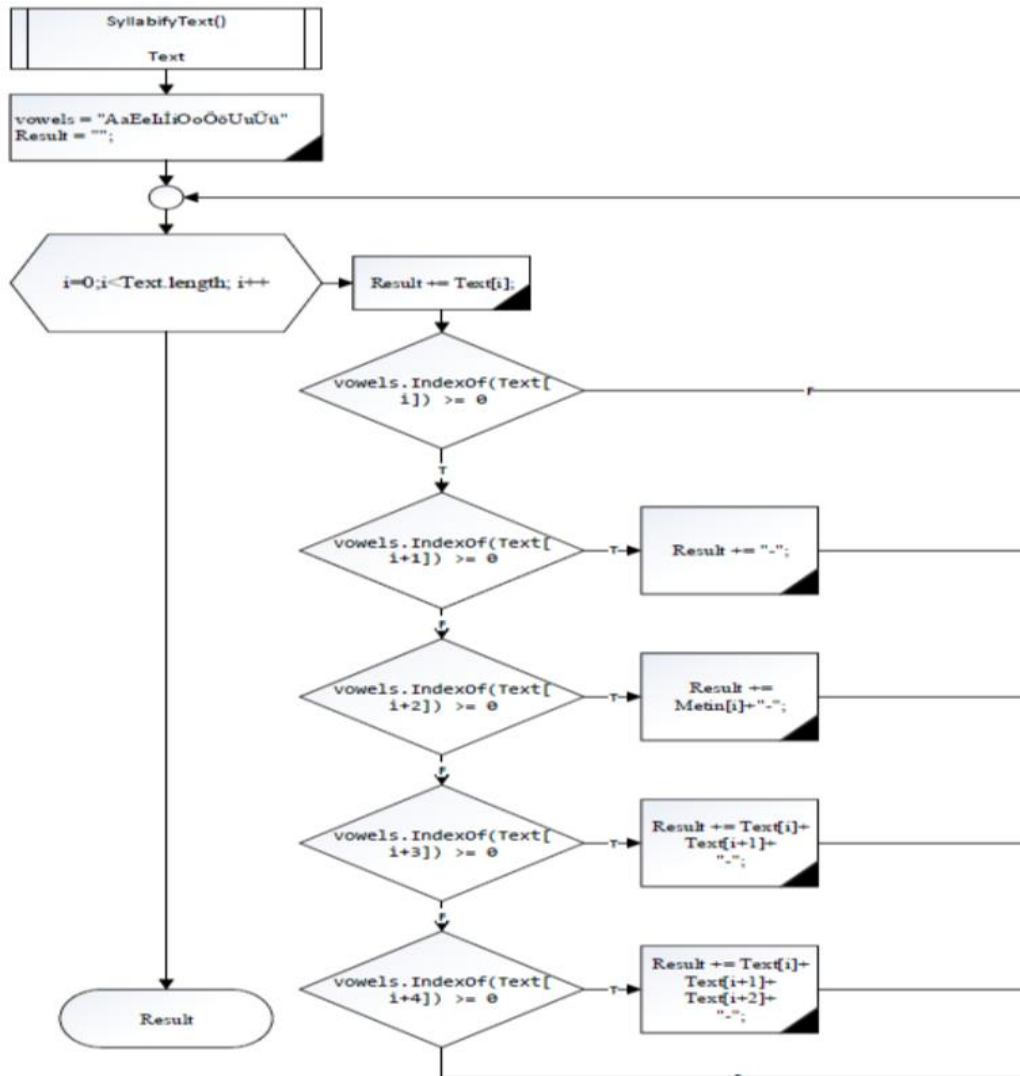 SyllabifyText()
Text
vowels = "AaEeIıİiOoÖöUuÜü"
Result = "";
i=0;i<Text.length; i++
Result += Text[i];
vowels.IndexOf(Text[
i]) >= 0
F
T
vowels.IndexOf(Text[
i+1]) >= 0
T
Result += "-";
F
vowels.IndexOf(Text[
i+2]) >= 0
T
Result +=
Metin[i]+"-";
F
vowels.IndexOf(Text[
i+3]) >= 0
T
Result += Text[i]+
Text[i+1]+
"-";
F
vowels.IndexOf(Text[
i+4]) >= 0
T
Result += Text[i]+
Text[i+1]+
Text[i+2]+
"-";
Result